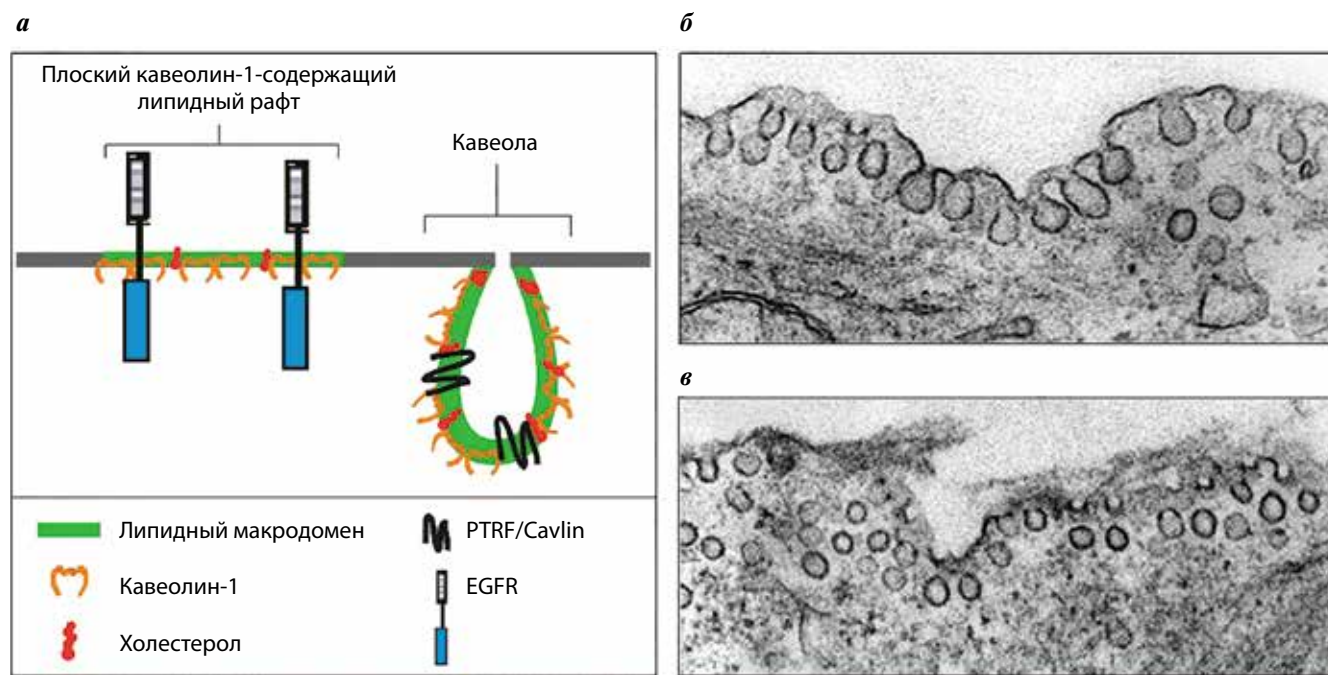 а
Плоский кавеолин-1-содержащий
липидный рафт
Кавеола
Липидный макродомен
Кавеолин-1
Холестерол
PTRF/Cavlin
EGFR
б
в